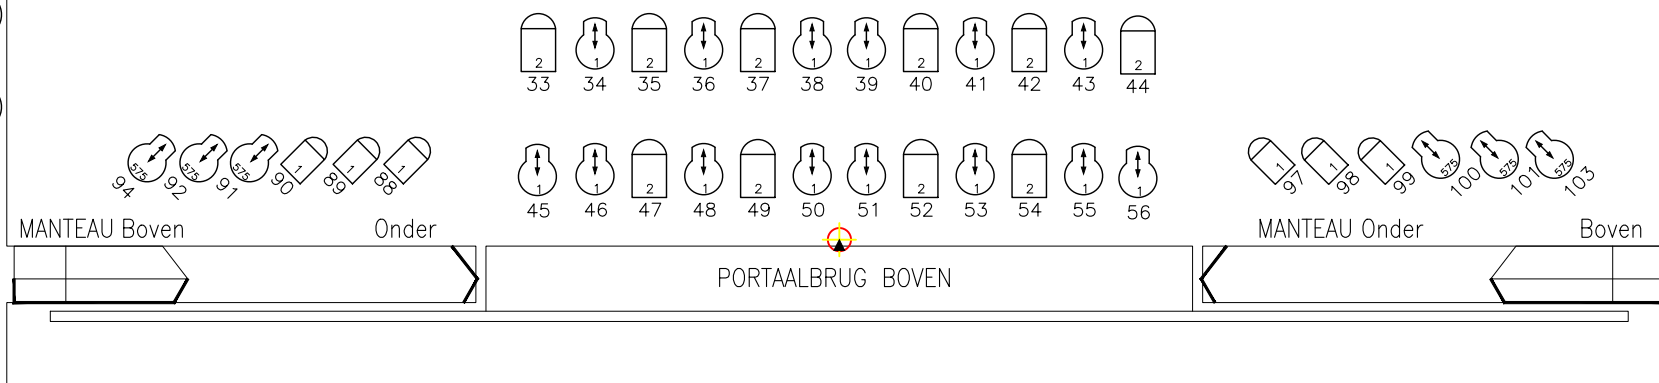 2 1 2 1 2 1 1 2 1 2 1 2
33 34 35 36 37 38 39 40 41 42 43 44
575 575 575 1 1 1
94 92 91 90 89 88
1 1 2 1 2 1 1 2 1 2 1 1
45 46 47 48 49 50 51 52 53 54 55 56
1 1 1 575 575 575
97 98 99 100 101 103
MANTEAU Boven Onder
MANTEAU Onder Boven
PORTAALBRUG BOVEN